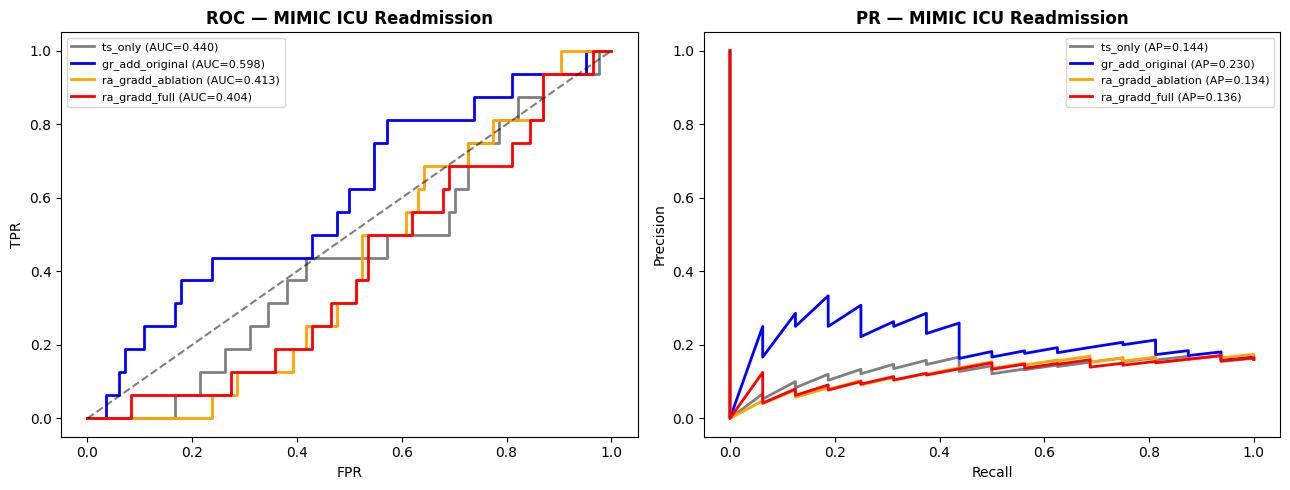 ROC — MIMIC ICU Readmission
ts_only (AUC=0.440)
gr_add_original (AUC=0.598)
ra_gradd_ablation (AUC=0.413)
ra_gradd_full (AUC=0.404)
1.0
0.8
0.6
0.4
0.2
0.0
TPR
0.0 0.2 0.4 0.6 0.8 1.0
FPR
PR — MIMIC ICU Readmission
ts_only (AP=0.144)
gr_add_original (AP=0.230)
ra_gradd_ablation (AP=0.134)
ra_gradd_full (AP=0.136)
1.0
0.8
0.6
0.4
0.2
0.0
Precision
0.0 0.2 0.4 0.6 0.8 1.0
Recall